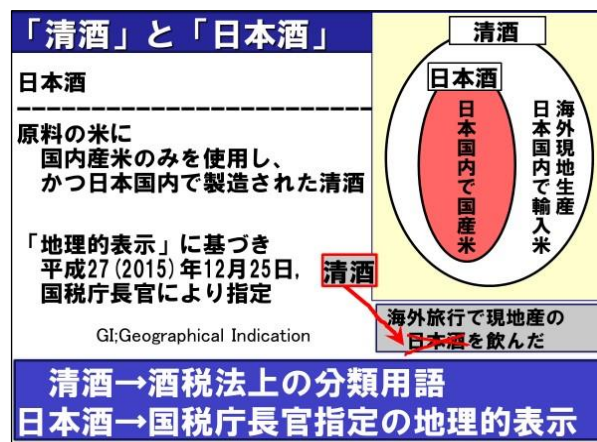 「清酒」と「日本酒」
日本酒
原料の米に
国内産米のみを使用し、
かつ日本国内で製造された清酒
「地理的表示」に基づき
平成27(2015)年12月25日,
国税庁長官により指定
GI;Geographical Indication
清酒
日本酒
日本国内で国産米
海外現地生産
日本国内で輸入米
清酒
海外旅行で現地産の
日本酒を飲んだ
清酒→酒税法上の分類用語
日本酒→国税庁長官指定の地理的表示